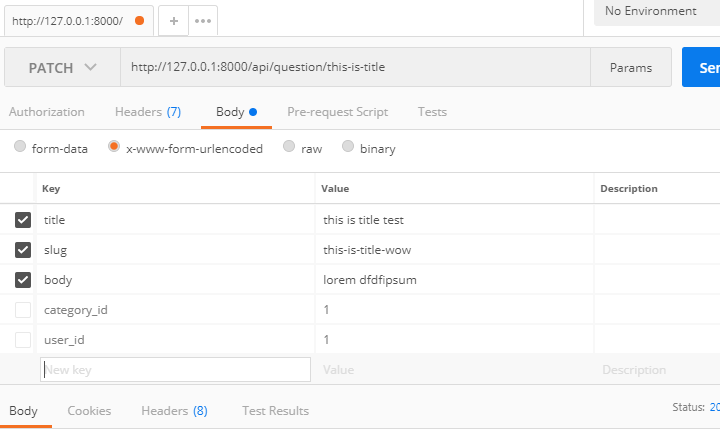 http://127.0.0.1:8000/
No Environment
PATCH http://127.0.0.1:8000/api/question/this-is-title Params
Authorization Headers (7) Body Pre-request Script Tests
form-data x-www-form-urlencoded raw binary
Key Value Description
title this is title test
slug this-is-title-wow
body lorem dfdfipsum
category_id 1
user_id 1
New key Value Description
Body Cookies Headers (8) Test Results Status: